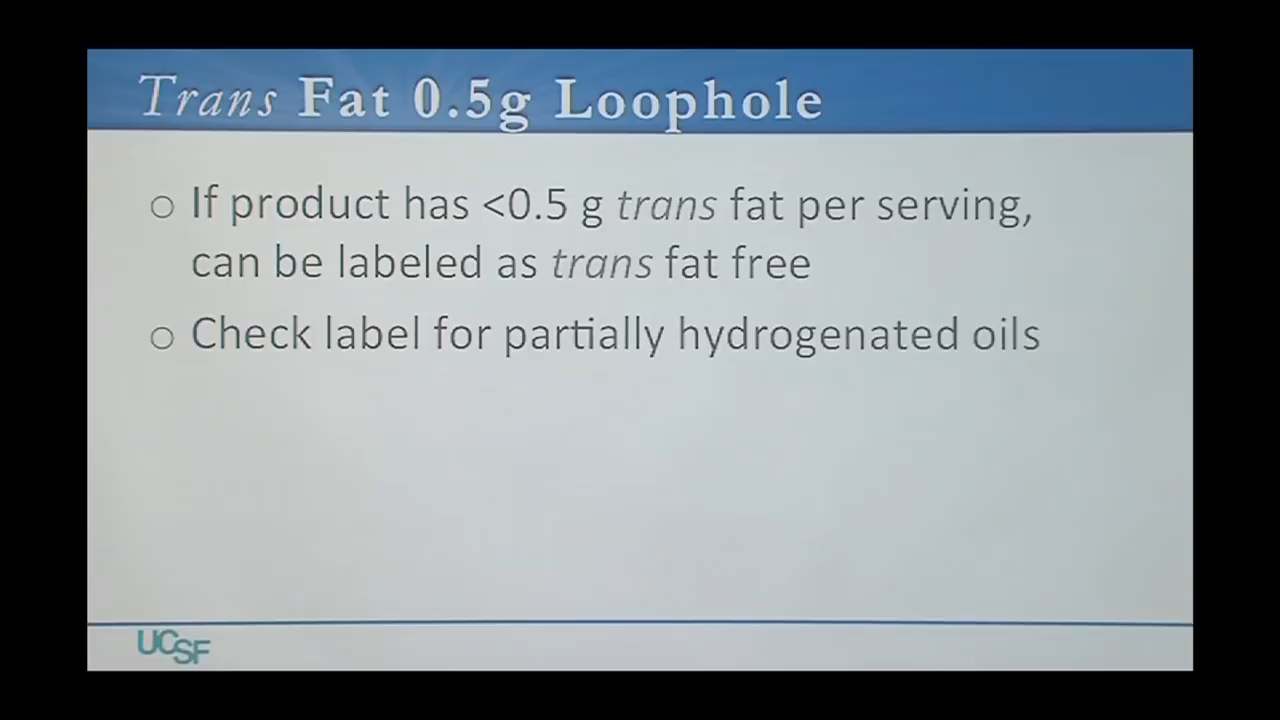 Trans Fat 0.5g Loophole
○ If product has <0.5 g trans fat per serving,
can be labeled as trans fat free
○ Check label for partially hydrogenated oils
UCSF